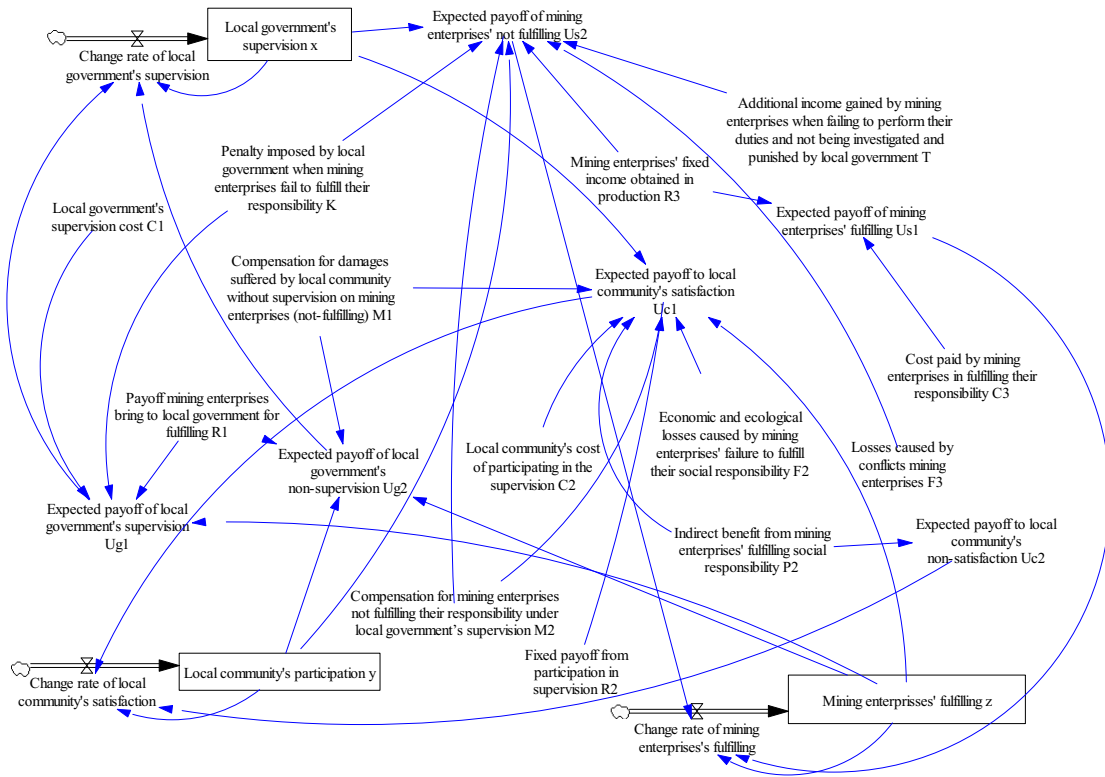 Local government's
supervision x
Expected payoff of mining
enterprises' not fulfilling Us2
Change rate of local
government's supervision
Additional income gained by mining
enterprises when failing to perform their
duties and not being investigated and
punished by local government T
Penalty imposed by local
government when mining
enterprises fail to fulfill their
responsibility K
Mining enterprises' fixed
income obtained in
production R3
Local government's
supervision cost C1
Expected payoff of mining
enterprises' fulfilling Us1
Compensation for damages
suffered by local community
without supervision on mining
enterprises (not-fulfilling) M1
Expected payoff to local
community's satisfaction
Uc1
Cost paid by mining
enterprises in fulfilling their
responsibility C3
Payoff mining enterprises
bring to local government for
fulfilling R1
Economic and ecological
losses caused by mining
enterprises' failure to fulfill
their social responsibility F2
Local community's cost
of participating in the
supervision C2
Losses caused by
conflicts mining
enterprises F3
Expected payoff of local
government's
non-supervision Ug2
Expected payoff of local
government's supervision
Ug1
Indirect benefit from mining
enterprises' fulfilling social
responsibility P2
Expected payoff to local
community's
non-satisfaction Uc2
Compensation for mining enterprises
not fulfilling their responsibility under
local government's supervision M2
Fixed payoff from
participation in
supervision R2
Local community's participation y
Change rate of local
community's satisfaction
Mining enterprisses' fulfilling z
Change rate of mining
enterprises's fulfilling